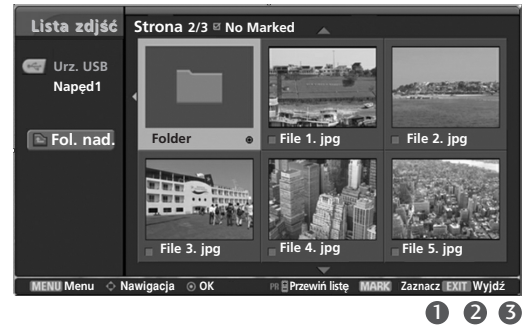 Lista zdjść
Strona 2/3 No Marked
Urz. USB
Napęd1
Fol. nad.
Folder
File 1. jpg
File 2. jpg
File 3. jpg
File 4. jpg
File 5. jpg
MENU Menu Nawigacja OK PR Przewiń listę MARK Zaznacz EXIT Wyjdź
1 2 3